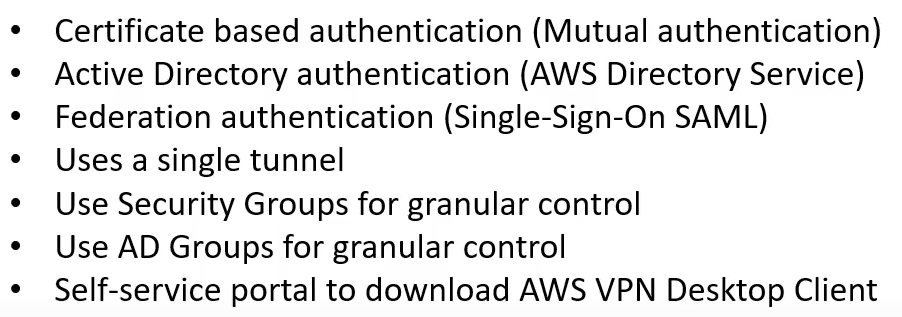 • Certificate based authentication (Mutual authentication)
• Active Directory authentication (AWS Directory Service)
• Federation authentication (Single-Sign-On SAML)
• Uses a single tunnel
• Use Security Groups for granular control
• Use AD Groups for granular control
• Self-service portal to download AWS VPN Desktop Client